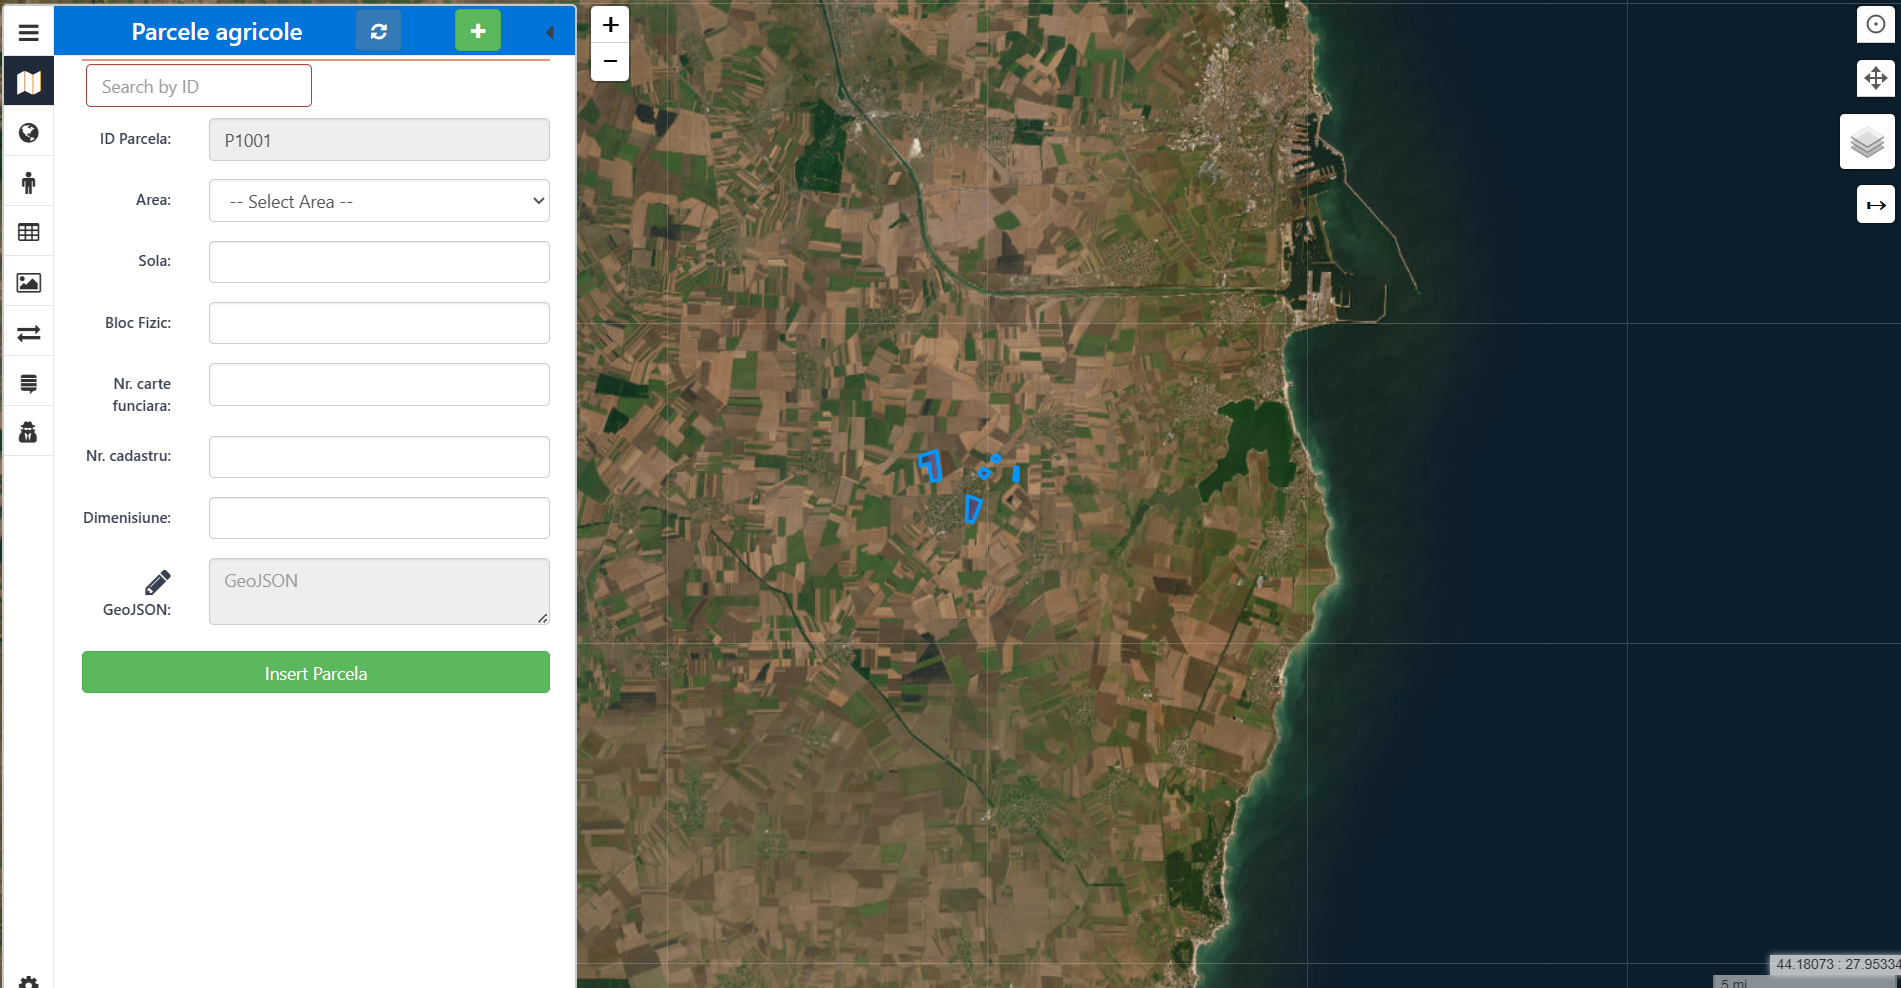 Parcele agricole
Search by ID
ID Parcela:
P1001
Area:
-- Select Area --
Sola:
Bloc Fizic:
Nr. carte
funciara:
Nr. cadastru:
Dimenisiune:
GeoJSON
GeoJSON:
Insert Parcela
+
−
44.18073 : 27.95334
5 mi